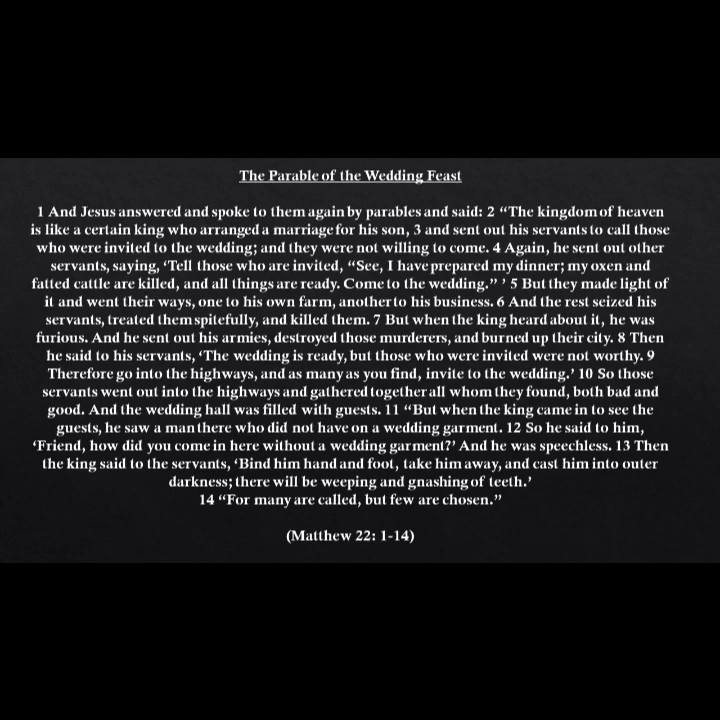 The Parable of the Wedding Feast
1 And Jesus answered and spoke to them again by parables and said: 2 “The kingdom of heaven
is like a certain king who arranged a marriage for his son, 3 and sent out his servants to call those
who were invited to the wedding; and they were not willing to come. 4 Again, he sent out other
servants, saying, ‘Tell those who are invited, “See, I have prepared my dinner; my oxen and
fatted cattle are killed, and all things are ready. Come to the wedding.” ’ 5 But they made light of
it and went their ways, one to his own farm, another to his business. 6 And the rest seized his
servants, treated them spitefully, and killed them. 7 But when the king heard about it, he was
furious. And he sent out his armies, destroyed those murderers, and burned up their city. 8 Then
he said to his servants, ‘The wedding is ready, but those who were invited were not worthy. 9
Therefore go into the highways, and as many as you find, invite to the wedding.’ 10 So those
servants went out into the highways and gathered together all whom they found, both bad and
good. And the wedding hall was filled with guests. 11 “But when the king came in to see the
guests, he saw a man there who did not have on a wedding garment. 12 So he said to him,
‘Friend, how did you come in here without a wedding garment?’ And he was speechless. 13 Then
the king said to the servants, ‘Bind him hand and foot, take him away, and cast him into outer
darkness; there will be weeping and gnashing of teeth.’
14 “For many are called, but few are chosen.”
(Matthew 22: 1-14)